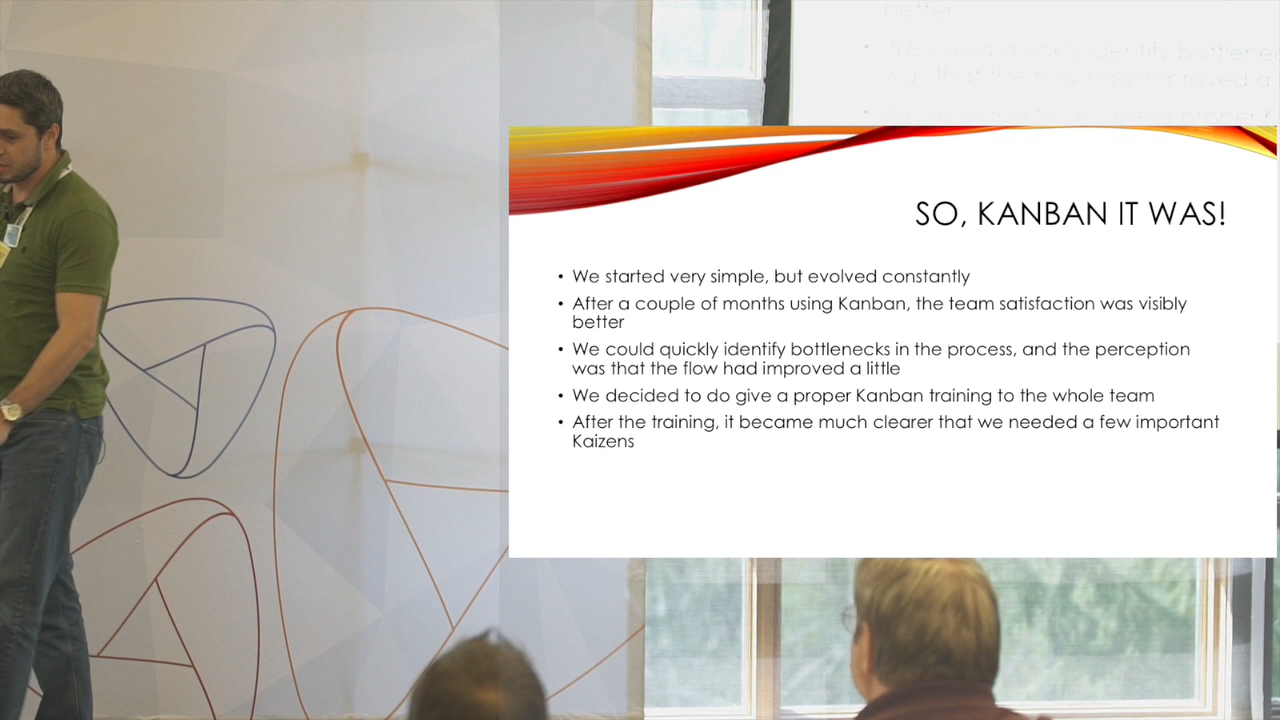 better
SO, KANBAN IT WAS!
• We started very simple, but evolved constantly
• After a couple of months using Kanban, the team satisfaction was visibly
better
• We could quickly identify bottlenecks in the process, and the perception
was that the flow had improved a little
• We decided to do give a proper Kanban training to the whole team
• After the training, it became much clearer that we needed a few important
Kaizens